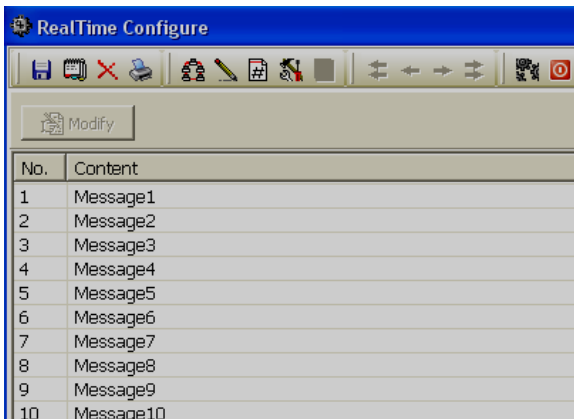 RealTime Configure
Modify
No. Content
1 Message1
2 Message2
3 Message3
4 Message4
5 Message5
6 Message6
7 Message7
8 Message8
9 Message9
10 Message10